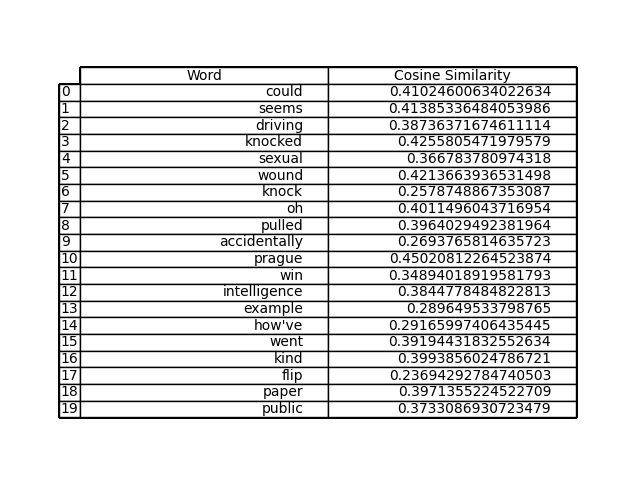 Word Cosine Similarity
0 could 0.41024600634022634
1 seems 0.41385336484053986
2 driving 0.38736371674611114
3 knocked 0.4255805471979579
4 sexual 0.366783780974318
5 wound 0.4213663936531498
6 knock 0.2578748867353087
7 oh 0.4011496043716954
8 pulled 0.3964029492381964
9 accidentally 0.2693765814635723
10 prague 0.45020812264523874
11 win 0.34894018919581793
12 intelligence 0.3844778484822813
13 example 0.289649533798765
14 how've 0.29165997406435445
15 went 0.39194431832552634
16 kind 0.3993856024786721
17 flip 0.23694292784740503
18 paper 0.3971355224522709
19 public 0.3733086930723479